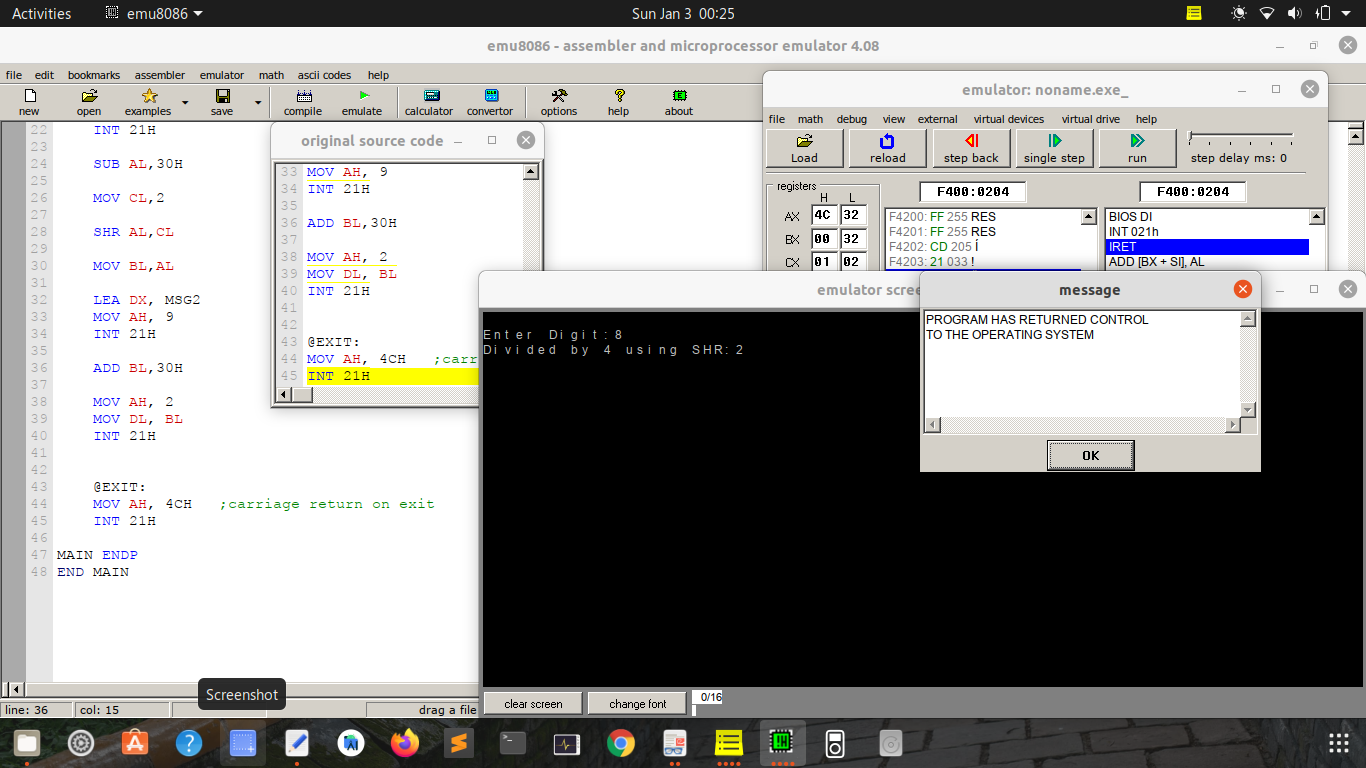 Activities emu8086 Sun Jan 3 00:25
emu8086 - assembler and microprocessor emulator 4.08
file edit bookmarks assembler emulator math ascii codes help
new open examples save compile emulate calculator convertor options help about
22 INT 21H
23
24 SUB AL,30H
25
26 MOV CL,2
27
28 SHR AL,CL
29
30 MOV BL,AL
31
32 LEA DX, MSG2
33 MOV AH, 9
34 INT 21H
35
36 ADD BL,30H
37
38 MOV AH, 2
39 MOV DL, BL
40 INT 21H
41
42
43 @EXIT:
44 MOV AH, 4CH ;carriage return on exit
45 INT 21H
46
47 MAIN ENDP
48 END MAIN
line: 36 col: 15 drag a file
Screenshot
original source code
33 MOV AH, 9
34 INT 21H
35
36 ADD BL,30H
37
38 MOV AH, 2
39 MOV DL, BL
40 INT 21H
41
42
43 @EXIT:
44 MOV AH, 4CH ;carr
45 INT 21H
emulator: noname.exe_
file math debug view external virtual devices virtual drive help
Load reload step back single step run step delay ms: 0
registers F400:0204 F400:0204
H L
AX 4C 32
BX 00 32
CX 01 02
F4200: FF 255 RES
F4201: FF 255 RES
F4202: CD 205 Í
F4203: 21 033 !
BIOS DI
INT 021h
IRET
ADD [BX + SI], AL
emulator scree
Enter Digit:8
Divided by 4 using SHR:2
clear screen change font 0/16
message
PROGRAM HAS RETURNED CONTROL
TO THE OPERATING SYSTEM
OK